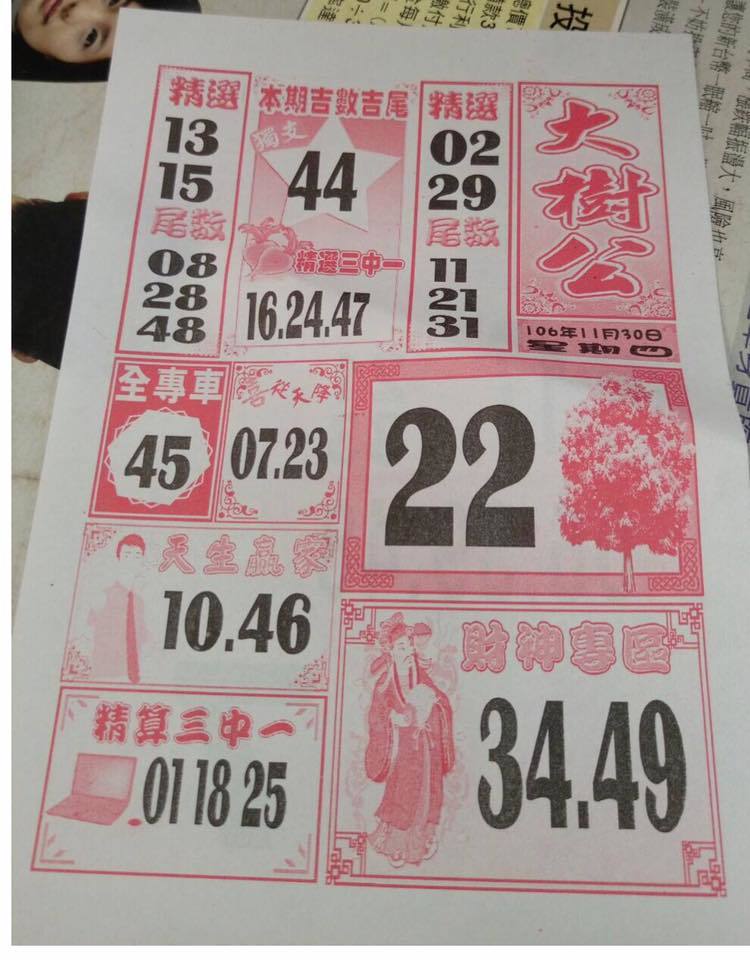 精選
13
15
尾数
08
28
48
本期吉數吉尾
獨支
44
精選三中一
16.24.47
精選
02
29
尾数
11
21
31
大樹公
106年11月30日
星期四
全專車
45
喜從天降
07.23
22
天生贏家
10.46
精算三中一
01 18 25
財神專區
34.49